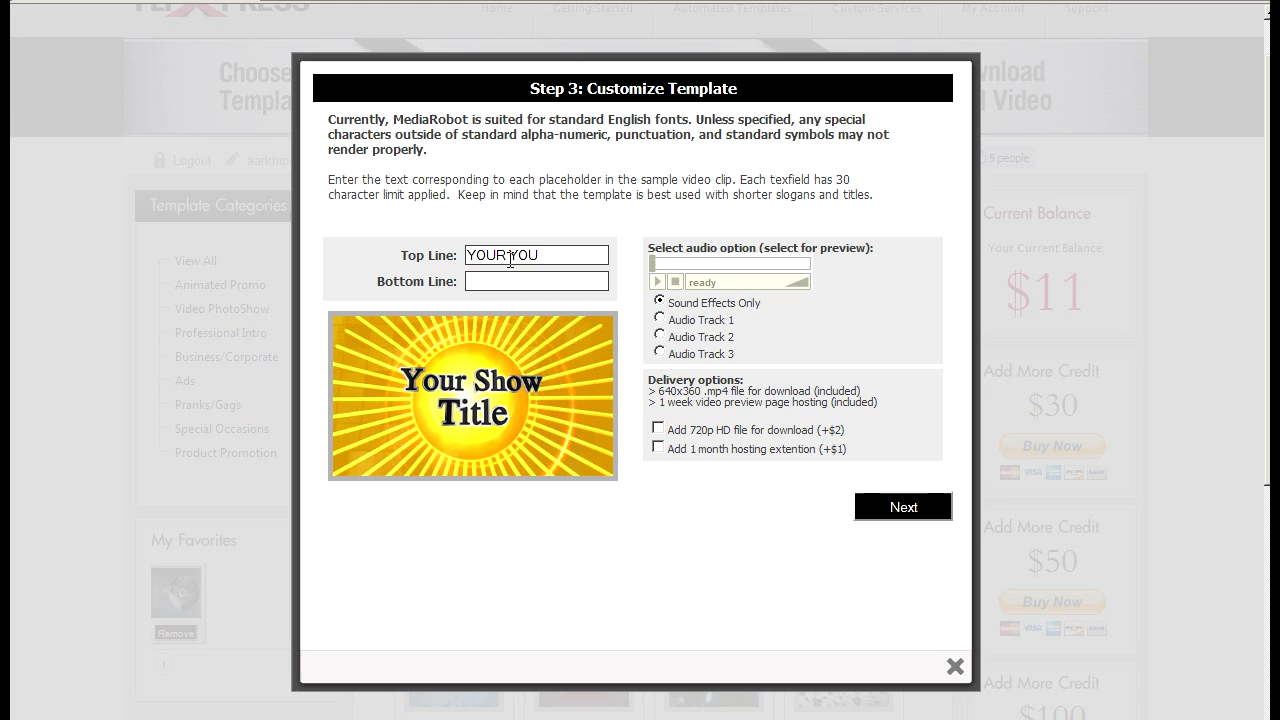 Home Getting Started Automated Templates Custom Services My Account Support
Step 3: Customize Template
Currently, MediaRobot is suited for standard English fonts. Unless specified, any special
characters outside of standard alpha-numeric, punctuation, and standard symbols may not
render properly.
Enter the text corresponding to each placeholder in the sample video clip. Each texfield has 30
character limit applied. Keep in mind that the template is best used with shorter slogans and titles.
Top Line: YOUR YOU
Bottom Line:
Your Show
Title
Select audio option (select for preview):
ready
Sound Effects Only
Audio Track 1
Audio Track 2
Audio Track 3
Delivery options:
> 640x360 .mp4 file for download (included)
> 1 week video preview page hosting (included)
Add 720p HD file for download (+$2)
Add 1 month hosting extention (+$1)
Next
Logout
5 people
Template Categories
View All
Animated Promo
Video PhotoShow
Professional Intro
Business/Corporate
Ads
Pranks/Gags
Special Occasions
Product Promotion
My Favorites
Remove
1
Current Balance
Your Current Balance:
$11
Add More Credit
$30
Buy Now
Add More Credit
$50
Buy Now
Add More Credit
$100